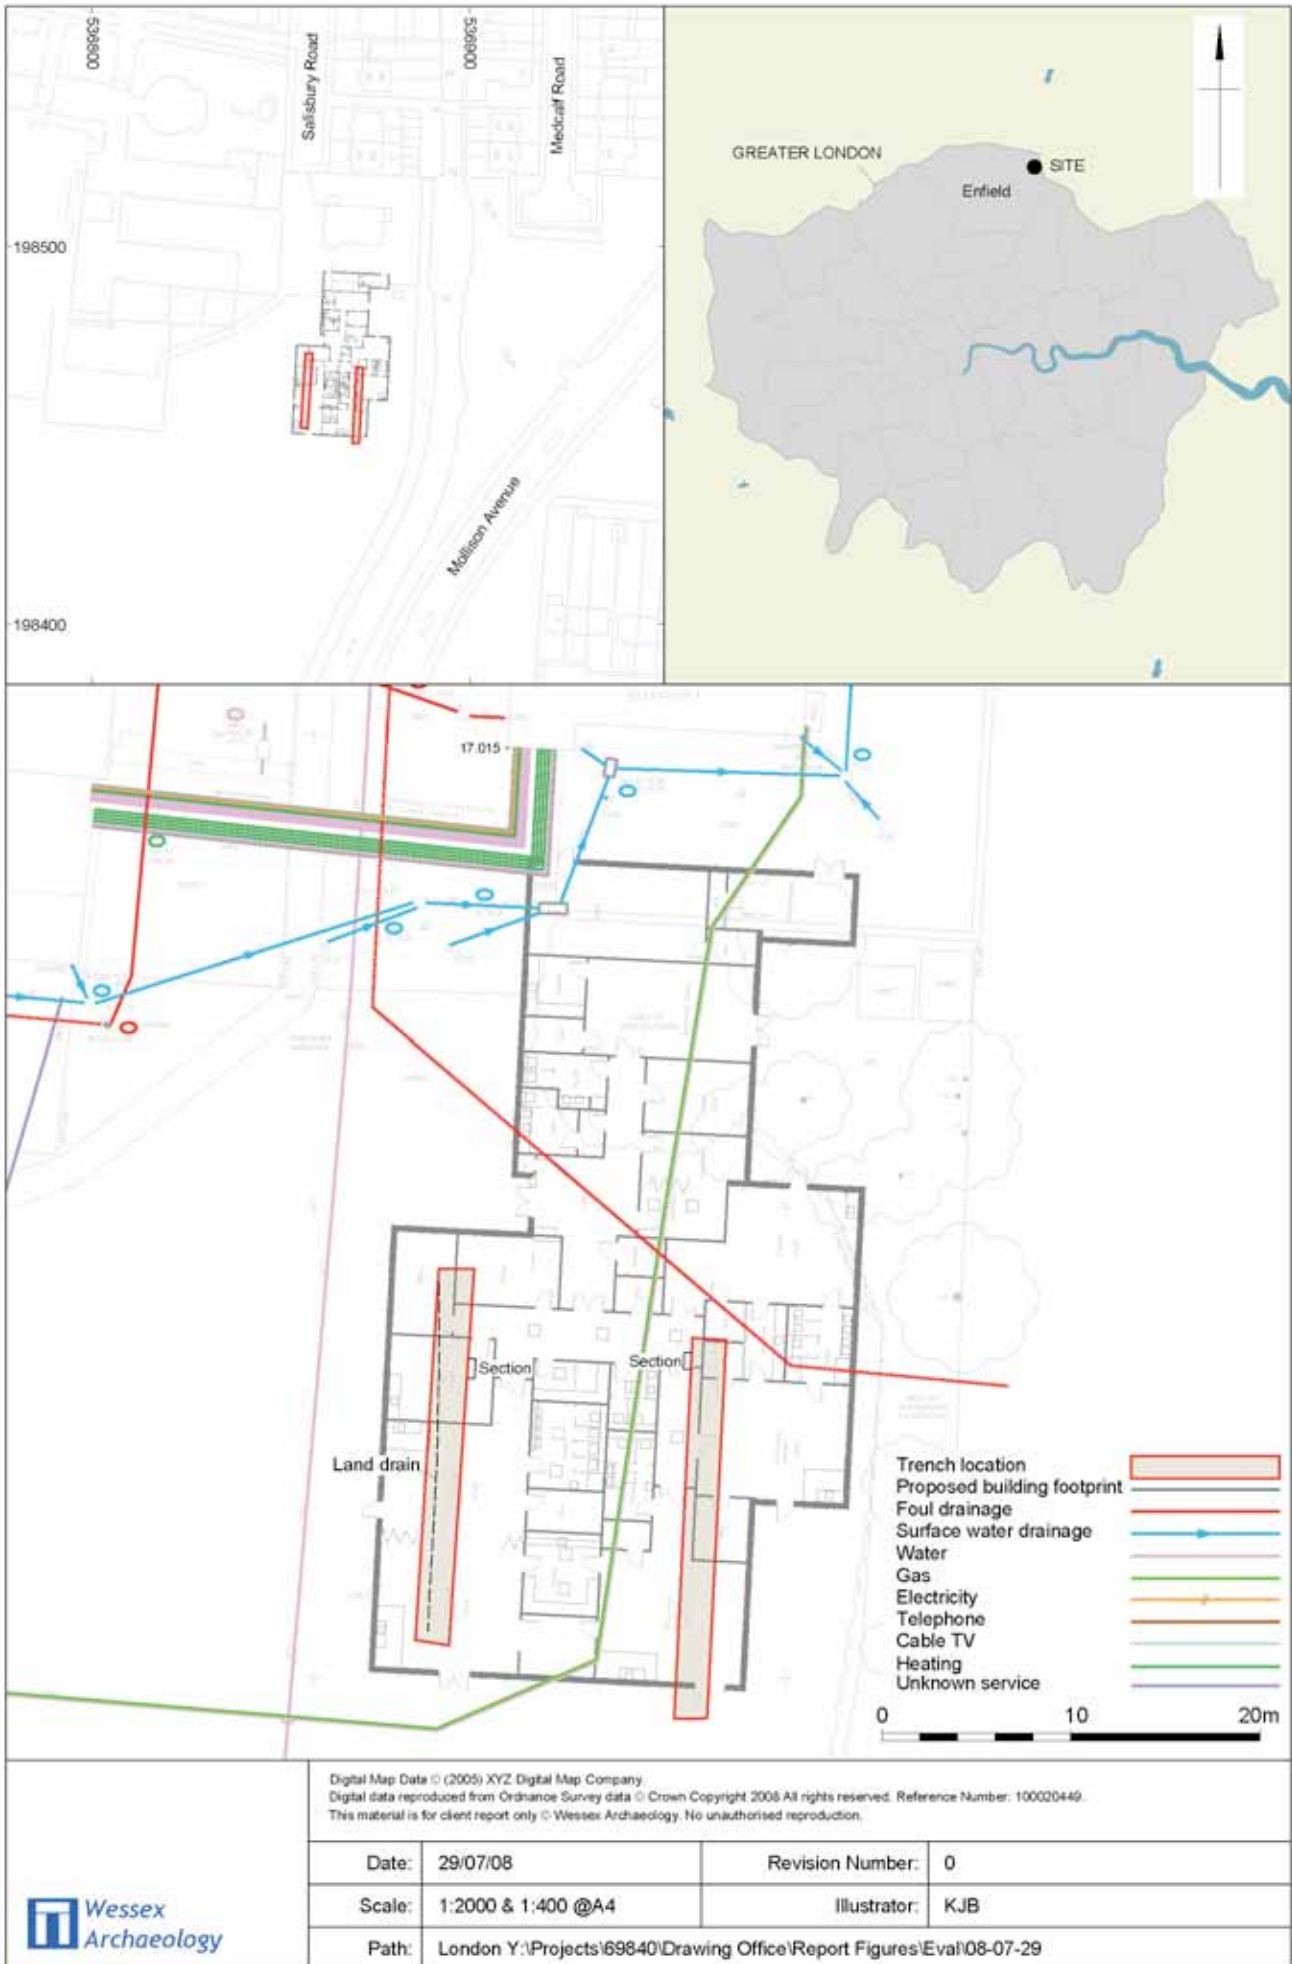 536800
Salisbury Road
536900
Medcalf Road
198500
Mollison Avenue
198400
GREATER LONDON
SITE
Enfield
17.015
Section
Section
Land drain
Trench location
Proposed building footprint
Foul drainage
Surface water drainage
Water
Gas
Electricity
Telephone
Cable TV
Heating
Unknown service
0 10 20m
Digital Map Data © (2005) XYZ Digital Map Company.
Digital data reproduced from Ordnance Survey data © Crown Copyright 2008 All rights reserved. Reference Number: 100020449.
This material is for client report only © Wessex Archaeology. No unauthorised reproduction.
Date: 29/07/08 Revision Number: 0
Scale: 1:2000 & 1:400 @A4 Illustrator: KJB
Path: London Y:\Projects\69840\Drawing Office\Report Figures\Eval\08-07-29
Wessex
Archaeology